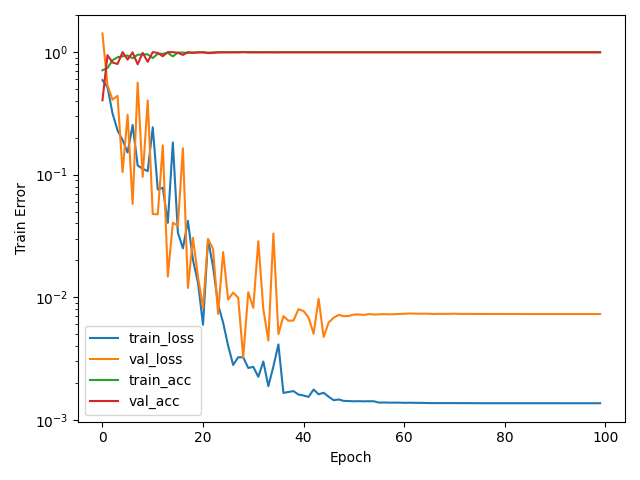 10⁰
10⁻¹
10⁻²
10⁻³
Train Error
train_loss
val_loss
train_acc
val_acc
0
20
40
60
80
100
Epoch